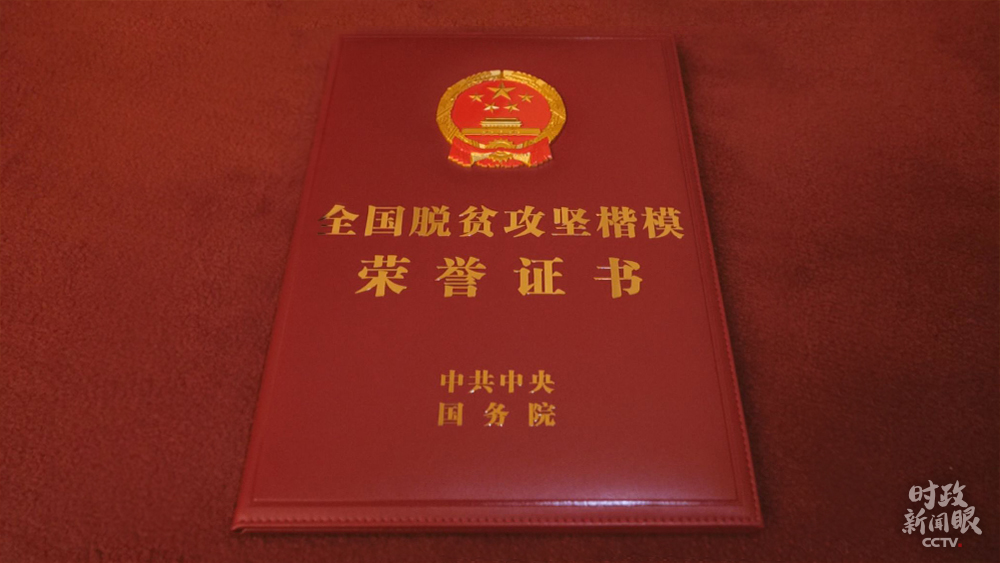 全国脱贫攻坚楷模
荣誉证书
中共中央
国务院
时政
新闻眼
CCTV.